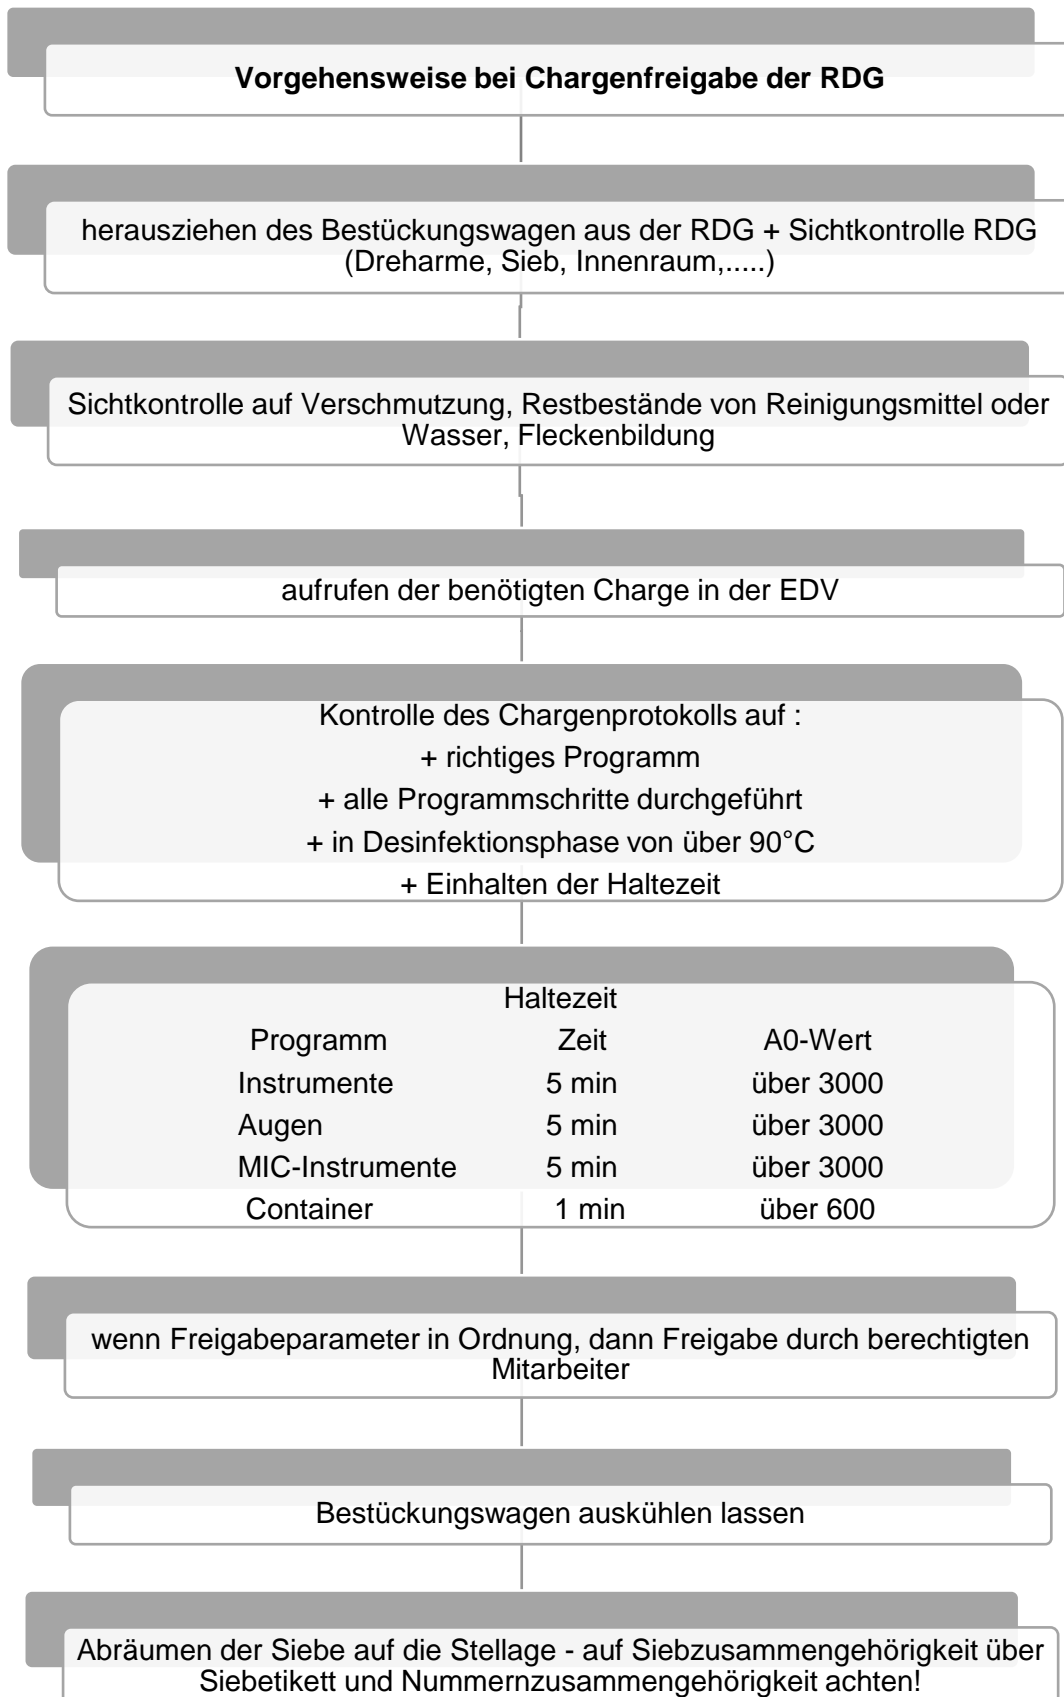 Vorgehensweise bei Chargenfreigabe der RDG
herausziehen des Bestückungswagen aus der RDG + Sichtkontrolle RDG
(Dreharme, Sieb, Innenraum,.....)
Sichtkontrolle auf Verschmutzung, Restbestände von Reinigungsmittel oder
Wasser, Fleckenbildung
aufrufen der benötigten Charge in der EDV
Kontrolle des Chargenprotokolls auf :
+ richtiges Programm
+ alle Programmschritte durchgeführt
+ in Desinfektionsphase von über 90°C
+ Einhalten der Haltezeit
Haltezeit
Programm Zeit A0-Wert
Instrumente 5 min über 3000
Augen 5 min über 3000
MIC-Instrumente 5 min über 3000
Container 1 min über 600
wenn Freigabeparameter in Ordnung, dann Freigabe durch berechtigten
Mitarbeiter
Bestückungswagen auskühlen lassen
Abräumen der Siebe auf die Stellage - auf Siebzusammengehörigkeit über
Siebetikett und Nummernzusammengehörigkeit achten!